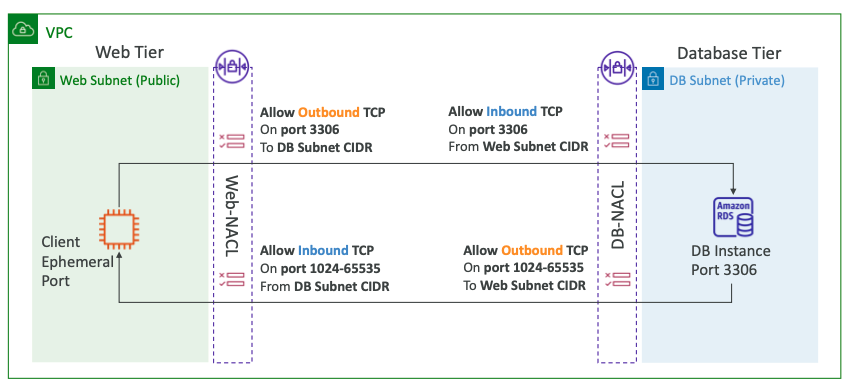 VPC
Web Tier
Database Tier
Web Subnet (Public)
DB Subnet (Private)
Allow Outbound TCP
On port 3306
To DB Subnet CIDR
Allow Inbound TCP
On port 3306
From Web Subnet CIDR
Web-NACL
DB-NACL
Amazon
RDS
Client
Ephemeral
Port
Allow Inbound TCP
On port 1024-65535
From DB Subnet CIDR
Allow Outbound TCP
On port 1024-65535
To Web Subnet CIDR
DB Instance
Port 3306